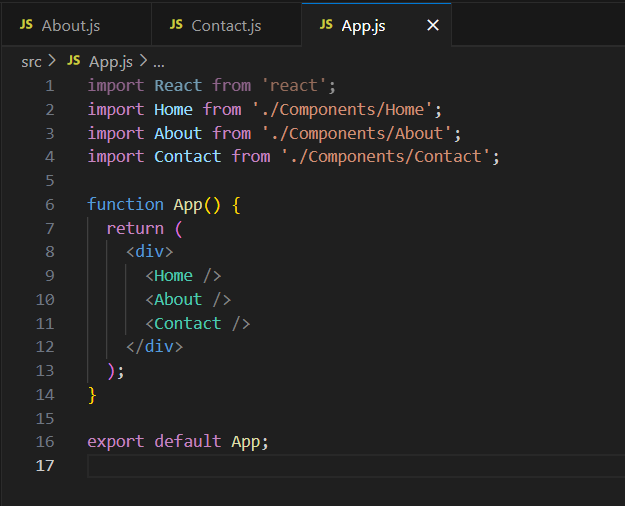 JS About.js JS Contact.js JS App.js ×
src > JS App.js > ...
1 import React from 'react';
2 import Home from './Components/Home';
3 import About from './Components/About';
4 import Contact from './Components/Contact';
5
6 function App() {
7 return (
8 <div>
9 <Home />
10 <About />
11 <Contact />
12 </div>
13 );
14 }
15
16 export default App;
17